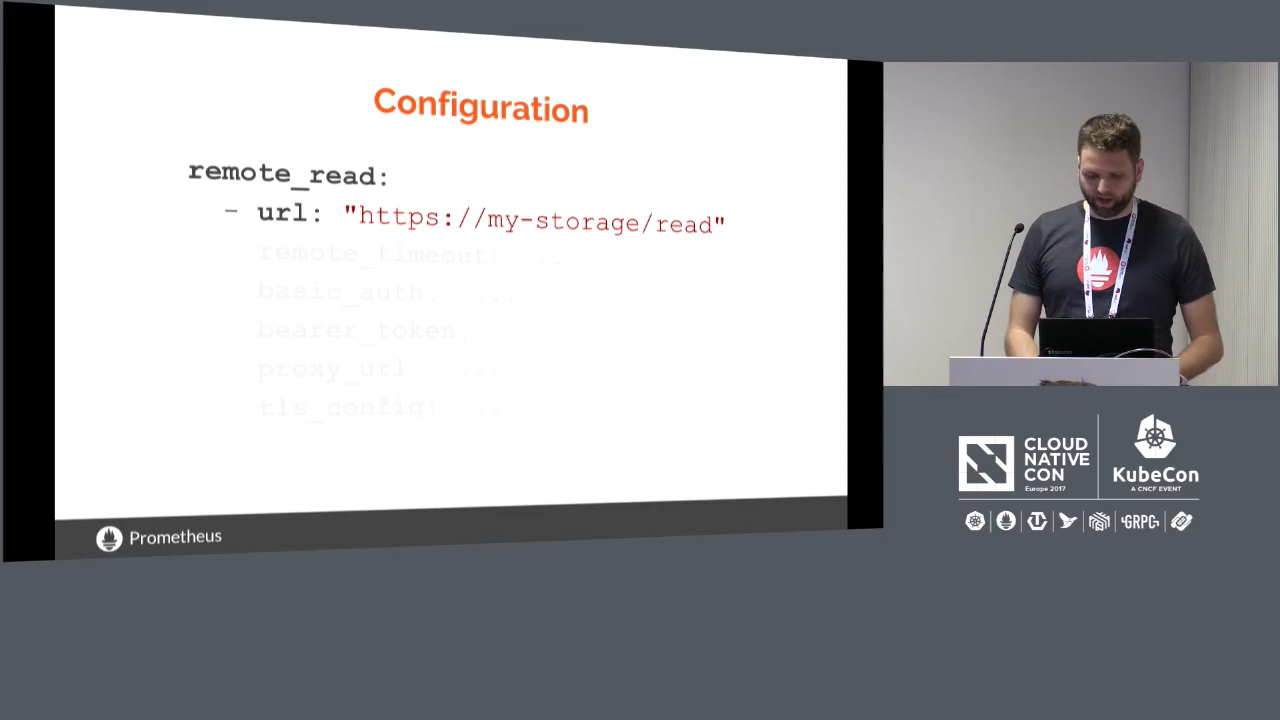 Configuration
remote_read:
- url: "https://my-storage/read"
remote_timeout: ...
basic_auth: ...
bearer_token: ...
proxy_url: ...
tls_config: ...
Prometheus
CLOUD
NATIVE
CON
Europe 2017
KubeCon
A CNCF EVENT
GRPC